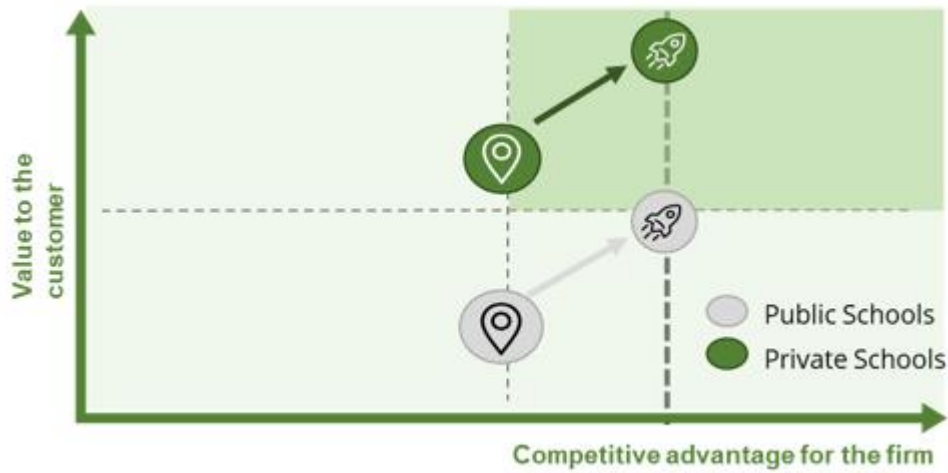 Value to the
customer
Public Schools
Private Schools
Competitive advantage for the firm